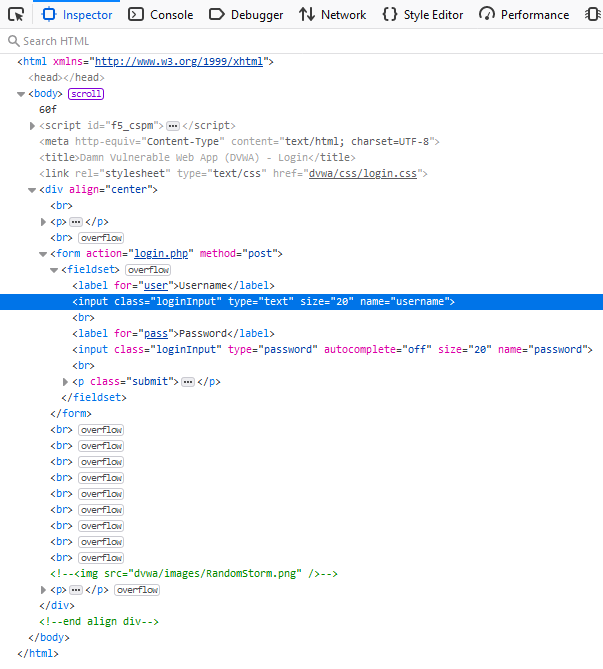 Inspector Console Debugger Network Style Editor Performance
Search HTML
<html xmlns="http://www.w3.org/1999/xhtml">
<head></head>
<body> scroll
60f
<script id="f5_cspm"> ··· </script>
<meta http-equiv="Content-Type" content="text/html; charset=UTF-8">
<title>Damn Vulnerable Web App (DVWA) - Login</title>
<link rel="stylesheet" type="text/css" href="dvwa/css/login.css">
<div align="center">
<br>
<p> ··· </p>
<br> overflow
<form action="login.php" method="post">
<fieldset> overflow
<label for="user">Username</label>
<input class="loginInput" type="text" size="20" name="username">
<br>
<label for="pass">Password</label>
<input class="loginInput" type="password" autocomplete="off" size="20" name="password">
<br>
<p class="submit"> ··· </p>
</fieldset>
</form>
<br> overflow
<br> overflow
<br> overflow
<br> overflow
<br> overflow
<br> overflow
<br> overflow
<br> overflow
<br> overflow
<!--<img src="dvwa/images/RandomStorm.png" />-->
<p> ··· </p> overflow
</div>
<!--end align div-->
</body>
</html>